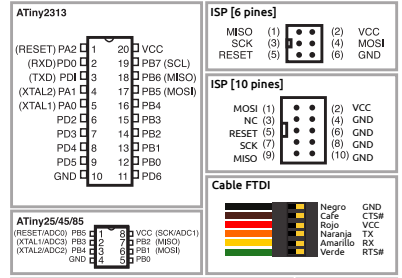 ATiny2313
(RESET) PA2 1 20 VCC
(RXD)PD0 2 19 PB7 (SCL)
(TXD) PDI 3 18 PB6 (MISO)
(XTAL2) PA1 4 17 PB5 (MOSI)
(XTAL1) PA0 5 16 PB4
PD2 6 15 PB3
PD3 7 14 PB2
PD4 8 13 PB1
PD5 9 12 PB0
GND 10 11 PD6
ATiny25/45/85
(RESET/ADC0) PB5 1 8 VCC (SCK/ADC1)
(XTAL1/ADC3) PB3 2 7 PB2 (MISO)
(XTAL2/ADC2) PB4 3 6 PB1 (MOSI)
GND 4 5 PB0
ISP [6 pines]
MISO (1) (2) VCC
SCK (3) (4) MOSI
RESET (5) (6) GND
ISP [10 pines]
MOSI (1) (2) VCC
NC (3) (4) GND
RESET (5) (6) GND
SCK (7) (8) GND
MISO (9) (10) GND
Cable FTDI
Negro GND
Cafe CTS#
Rojo VCC
Naranja TX
Amarillo RX
Verde RTS#